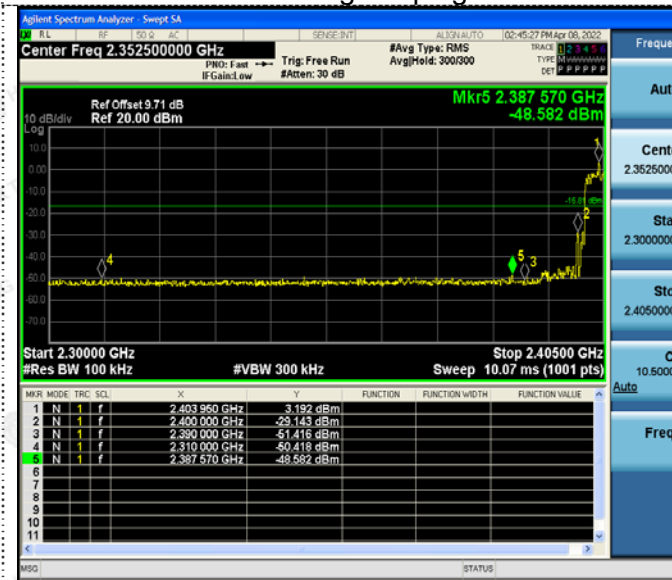 Agilent Spectrum Analyzer - Swept SA
RL RF 50 Ω AC SENSE:INT ALIGNAUTO 02:45:27 PM Apr 08, 2022
Center Freq 2.352500000 GHz #Avg Type: RMS TRACE 1 2 3 4 5 6
PNO: Fast Trig: Free Run Avg|Hold: 300/300 TYPE M W W W W W
IFGain:Low #Atten: 30 dB DET P P P P P P
Mkr5 2.387 570 GHz
-48.582 dBm
Ref Offset 9.71 dB
10 dB/div Ref 20.00 dBm
Log
10.0
0.00
-10.0
-20.0
-30.0
-40.0
-50.0
-60.0
-70.0
-16.81 dBm
1
2
3
4
5
Start 2.30000 GHz Stop 2.40500 GHz
#Res BW 100 kHz #VBW 300 kHz Sweep 10.07 ms (1001 pts)
MKR MODE TRC SCL X Y FUNCTION FUNCTION WIDTH FUNCTION VALUE
1 N 1 f 2.403 950 GHz 3.192 dBm
2 N 1 f 2.400 000 GHz -29.143 dBm
3 N 1 f 2.390 000 GHz -51.416 dBm
4 N 1 f 2.310 000 GHz -50.418 dBm
5 N 1 f 2.387 570 GHz -48.582 dBm
6
7
8
9
10
11
MSG STATUS
Freque
Aut
Cent
2.3525000
Sta
2.3000000
Sto
2.4050000
C
10.5000
Auto
Freq